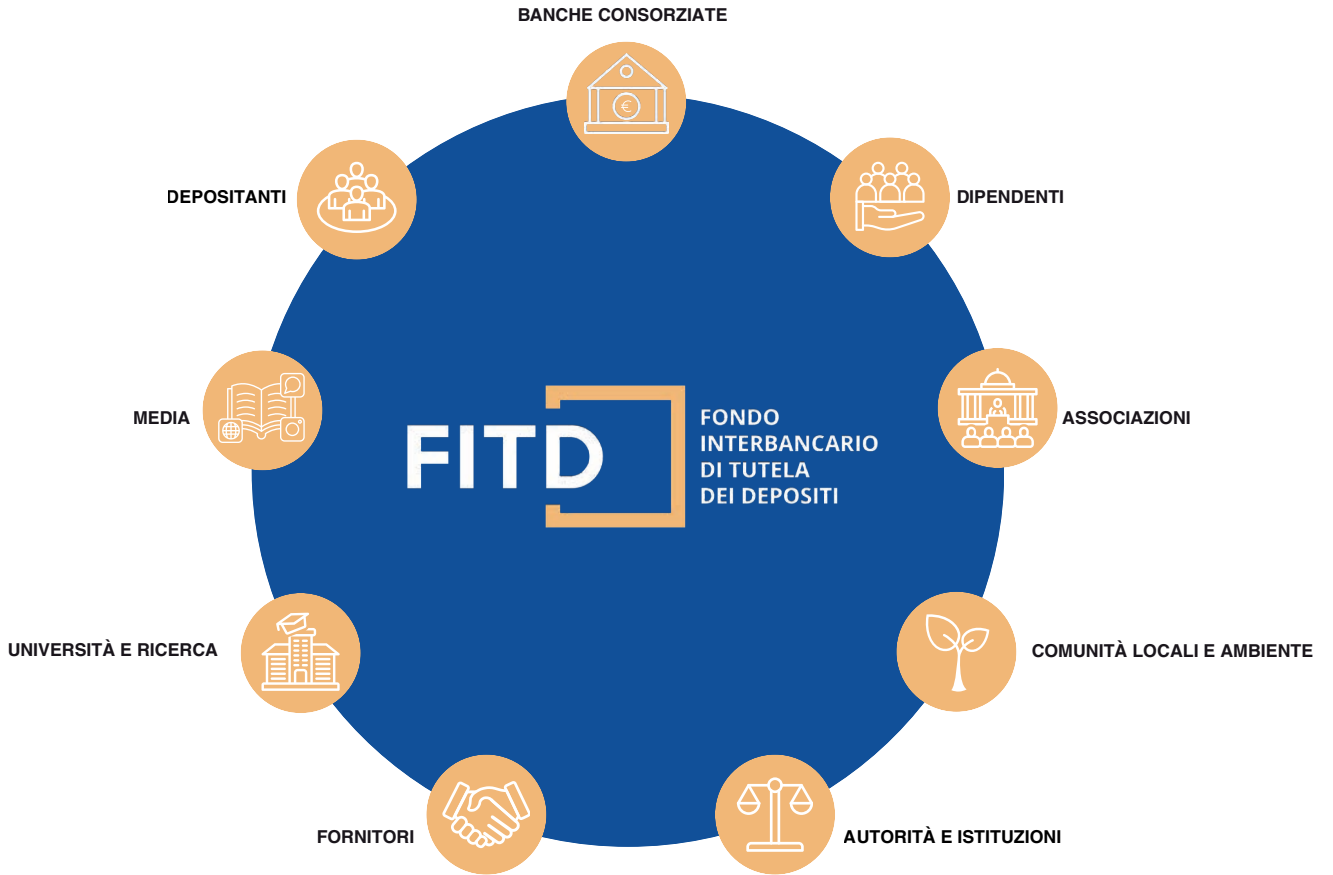 BANCHE CONSORZIATE
DEPOSITANTI
DIPENDENTI
MEDIA
ASSOCIAZIONI
FITD
FONDO
INTERBANCARIO
DI TUTELA
DEI DEPOSITI
UNIVERSITÀ E RICERCA
COMUNITÀ LOCALI E AMBIENTE
FORNITORI
AUTORITÀ E ISTITUZIONI